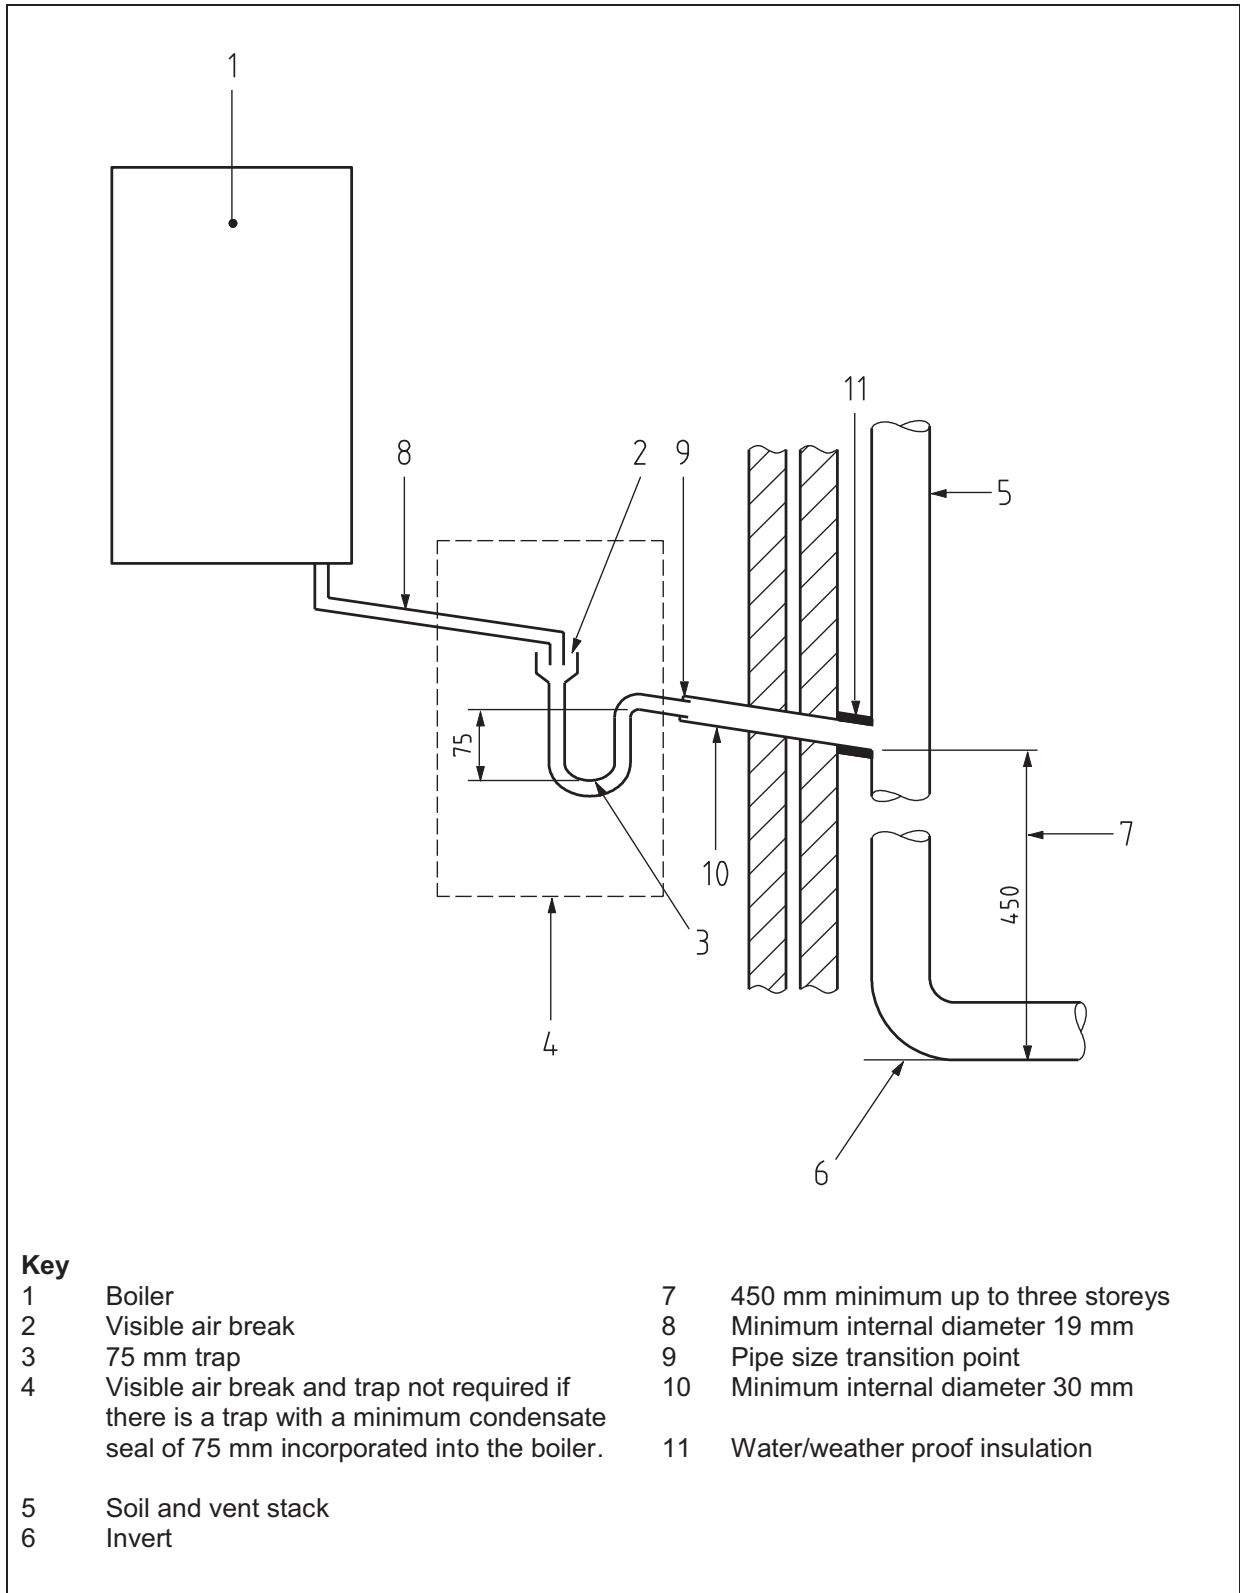 1
11
8
2
9
5
75
10
7
450
3
4
6
Key
1 Boiler
2 Visible air break
3 75 mm trap
4 Visible air break and trap not required if
there is a trap with a minimum condensate
seal of 75 mm incorporated into the boiler.
5 Soil and vent stack
6 Invert
7 450 mm minimum up to three storeys
8 Minimum internal diameter 19 mm
9 Pipe size transition point
10 Minimum internal diameter 30 mm
11 Water/weather proof insulation